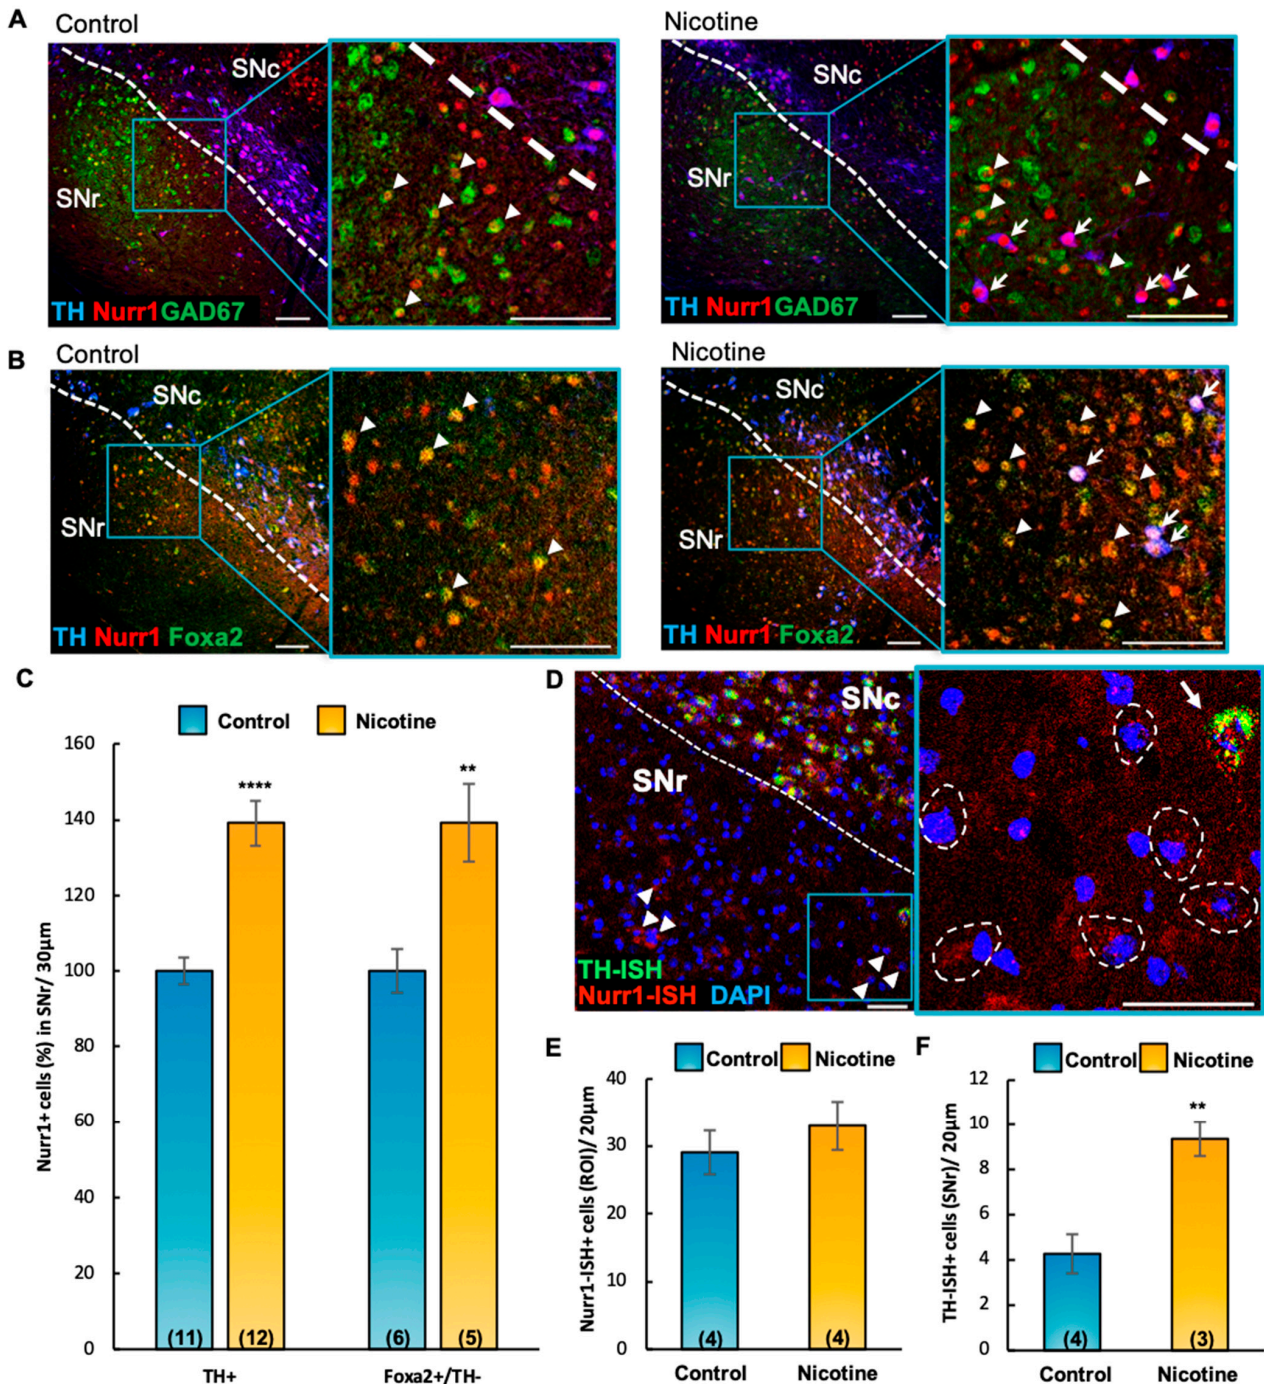 A
Control
Nicotine
SNc
SNr
TH Nurr1GAD67
SNc
SNr
TH Nurr1GAD67
B
Control
Nicotine
SNc
SNr
TH Nurr1 Foxa2
SNc
SNr
TH Nurr1 Foxa2
C
Control
Nicotine
Nurr1+ cells (%) in SNr/ 30µm
160
140
120
100
80
60
40
20
0
****
**
(11)
(12)
(6)
(5)
TH+
Foxa2+/TH-
D
SNc
SNr
TH-ISH
Nurr1-ISH DAPI
E
Control
Nicotine
Nurr1-ISH+ cells (ROI)/ 20µm
40
30
20
10
0
(4)
(4)
Control
Nicotine
F
Control
Nicotine
TH-ISH+ cells (SNr)/ 20µm
12
10
8
6
4
2
0
**
(4)
(3)
Control
Nicotine